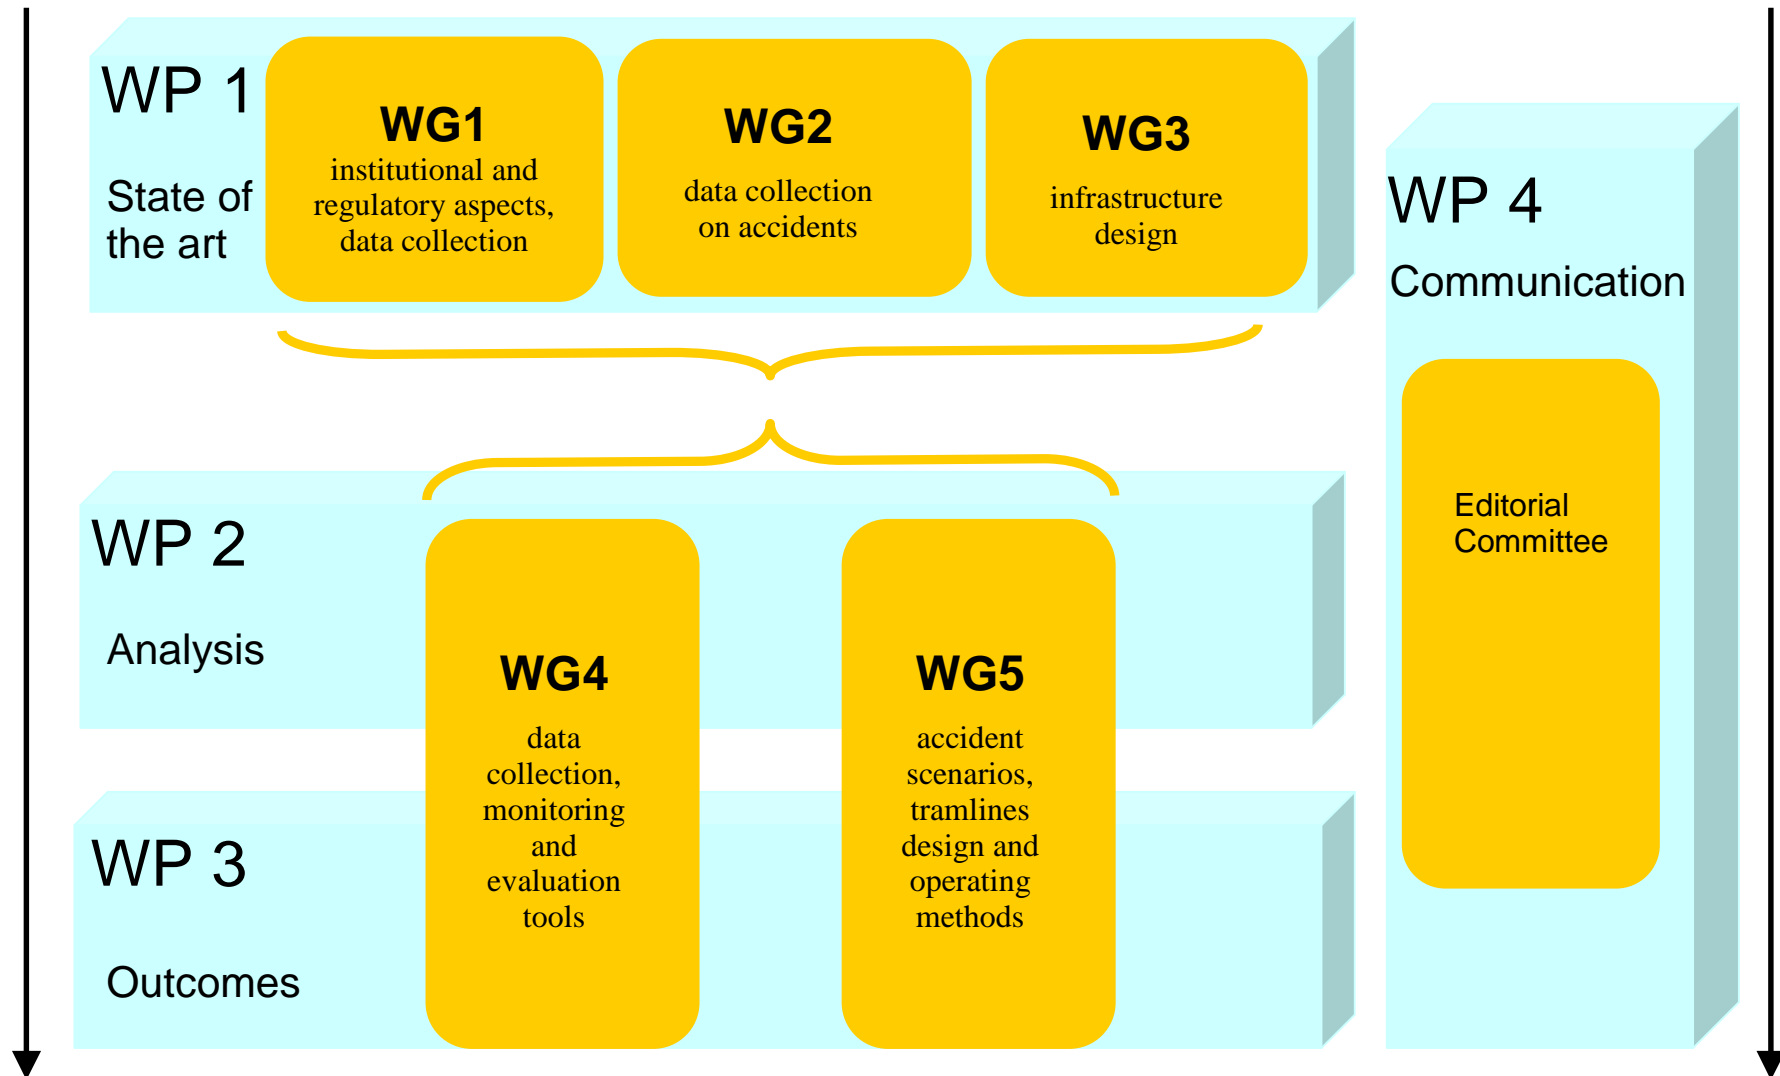 WP 1
State of
the art
WG1
institutional and
regulatory aspects,
data collection
WG2
data collection
on accidents
WG3
infrastructure
design
WP 4
Communication
Editorial
Committee
WP 2
Analysis
WG4
data
collection,
monitoring
and
evaluation
tools
WG5
accident
scenarios,
tramlines
design and
operating
methods
WP 3
Outcomes